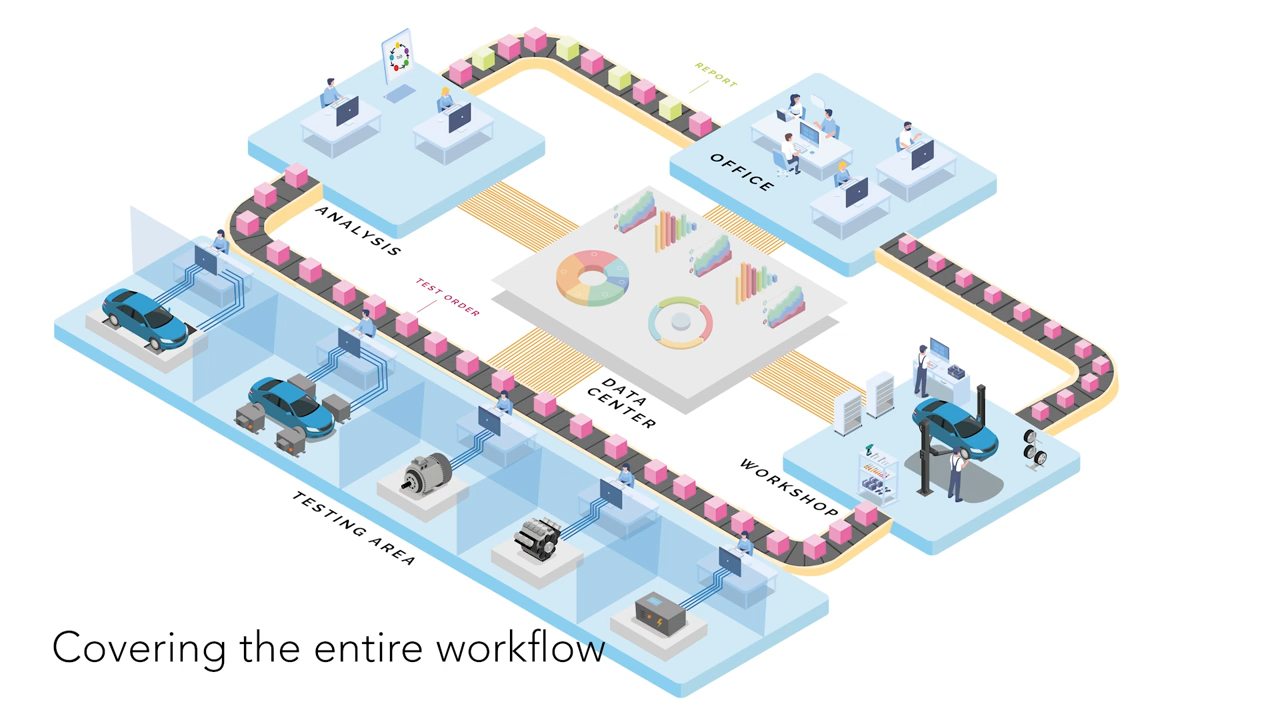 REPORT
OFFICE
ANALYSIS
TEST ORDER
DATA
CENTER
WORKSHOP
TESTING AREA
Covering the entire workflow